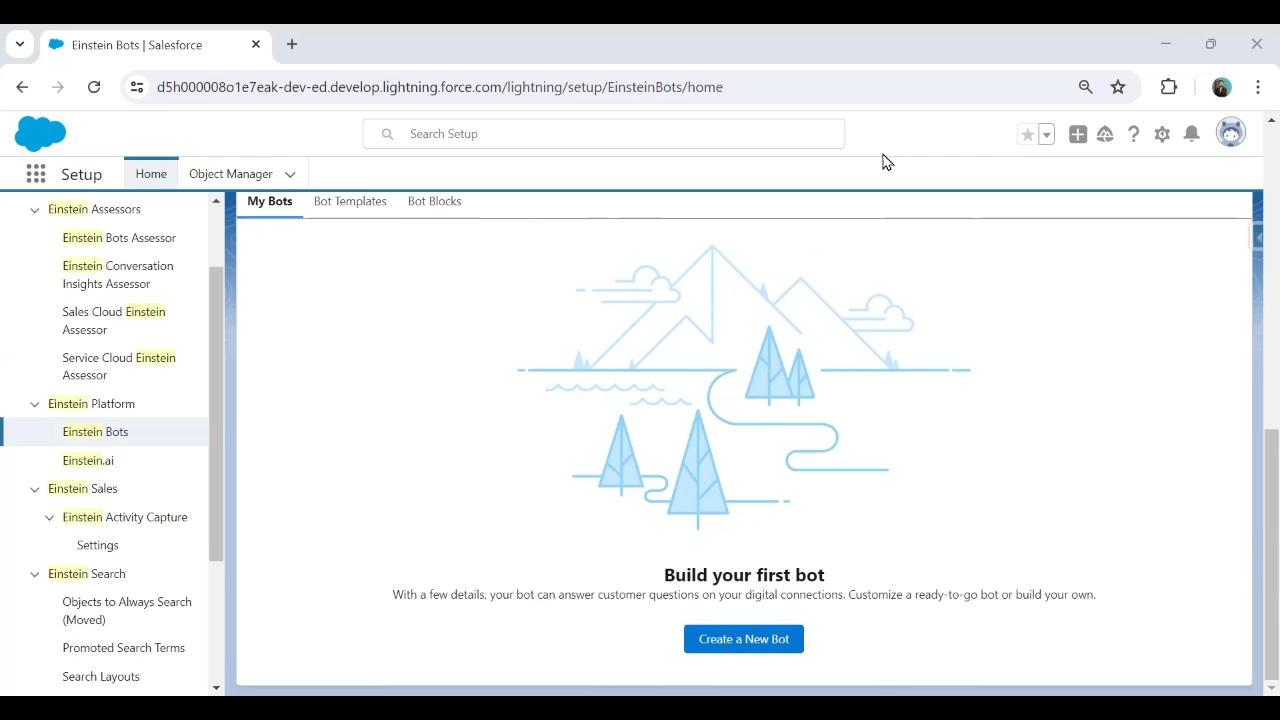 Einstein Bots | Salesforce
d5h000008o1e7eak-dev-ed.develop.lightning.force.com/lightning/setup/EinsteinBots/home
Search Setup
Setup
Home
Object Manager
Einstein Assessors
Einstein Bots Assessor
Einstein Conversation
Insights Assessor
Sales Cloud Einstein
Assessor
Service Cloud Einstein
Assessor
Einstein Platform
Einstein Bots
Einstein.ai
Einstein Sales
Einstein Activity Capture
Settings
Einstein Search
Objects to Always Search
(Moved)
Promoted Search Terms
Search Layouts
My Bots
Bot Templates
Bot Blocks
Build your first bot
With a few details, your bot can answer customer questions on your digital connections. Customize a ready-to-go bot or build your own.
Create a New Bot